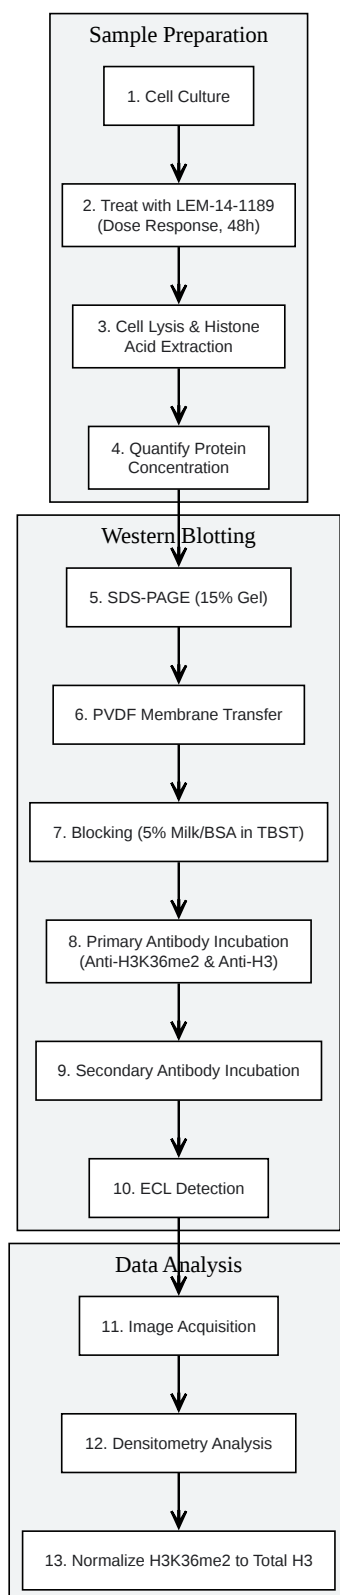 Sample Preparation
1. Cell Culture
2. Treat with LEM-14-1189
(Dose Response, 48h)
3. Cell Lysis & Histone
Acid Extraction
4. Quantify Protein
Concentration
Western Blotting
5. SDS-PAGE (15% Gel)
6. PVDF Membrane Transfer
7. Blocking (5% Milk/BSA in TBST)
8. Primary Antibody Incubation
(Anti-H3K36me2 & Anti-H3)
9. Secondary Antibody Incubation
10. ECL Detection
Data Analysis
11. Image Acquisition
12. Densitometry Analysis
13. Normalize H3K36me2 to Total H3